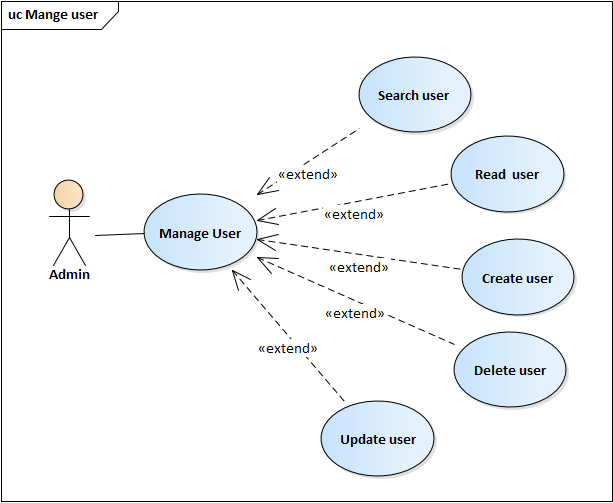 uc Mange user
Search user
«extend»
Read  user
«extend»
Manage User
Admin
«extend»
Create user
«extend»
Delete user
«extend»
Update user